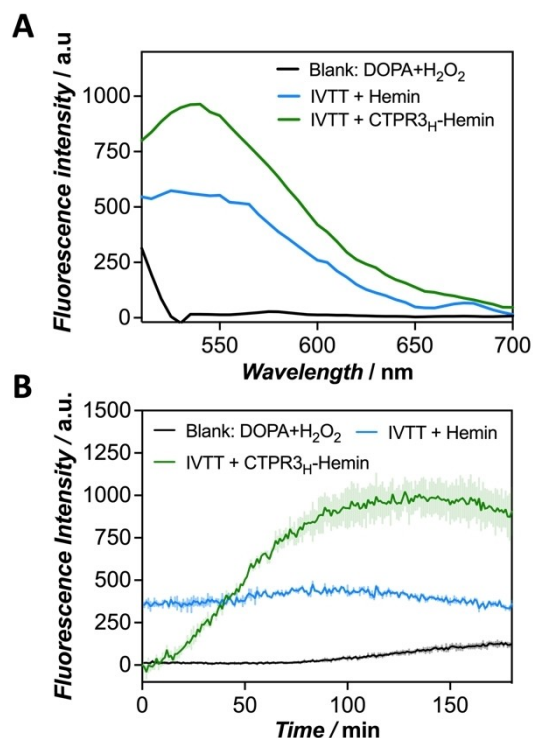 A
Fluorescence intensity / a.u
1000
750
500
250
0
Blank: DOPA+H₂O₂
IVTT + Hemin
IVTT + CTPR3H-Hemin
550
600
650
700
Wavelength / nm
B
Fluorescence Intensity / a.u.
1500
1250
1000
750
500
250
0
Blank: DOPA+H₂O₂
IVTT + Hemin
IVTT + CTPR3H-Hemin
0
50
100
150
Time / min